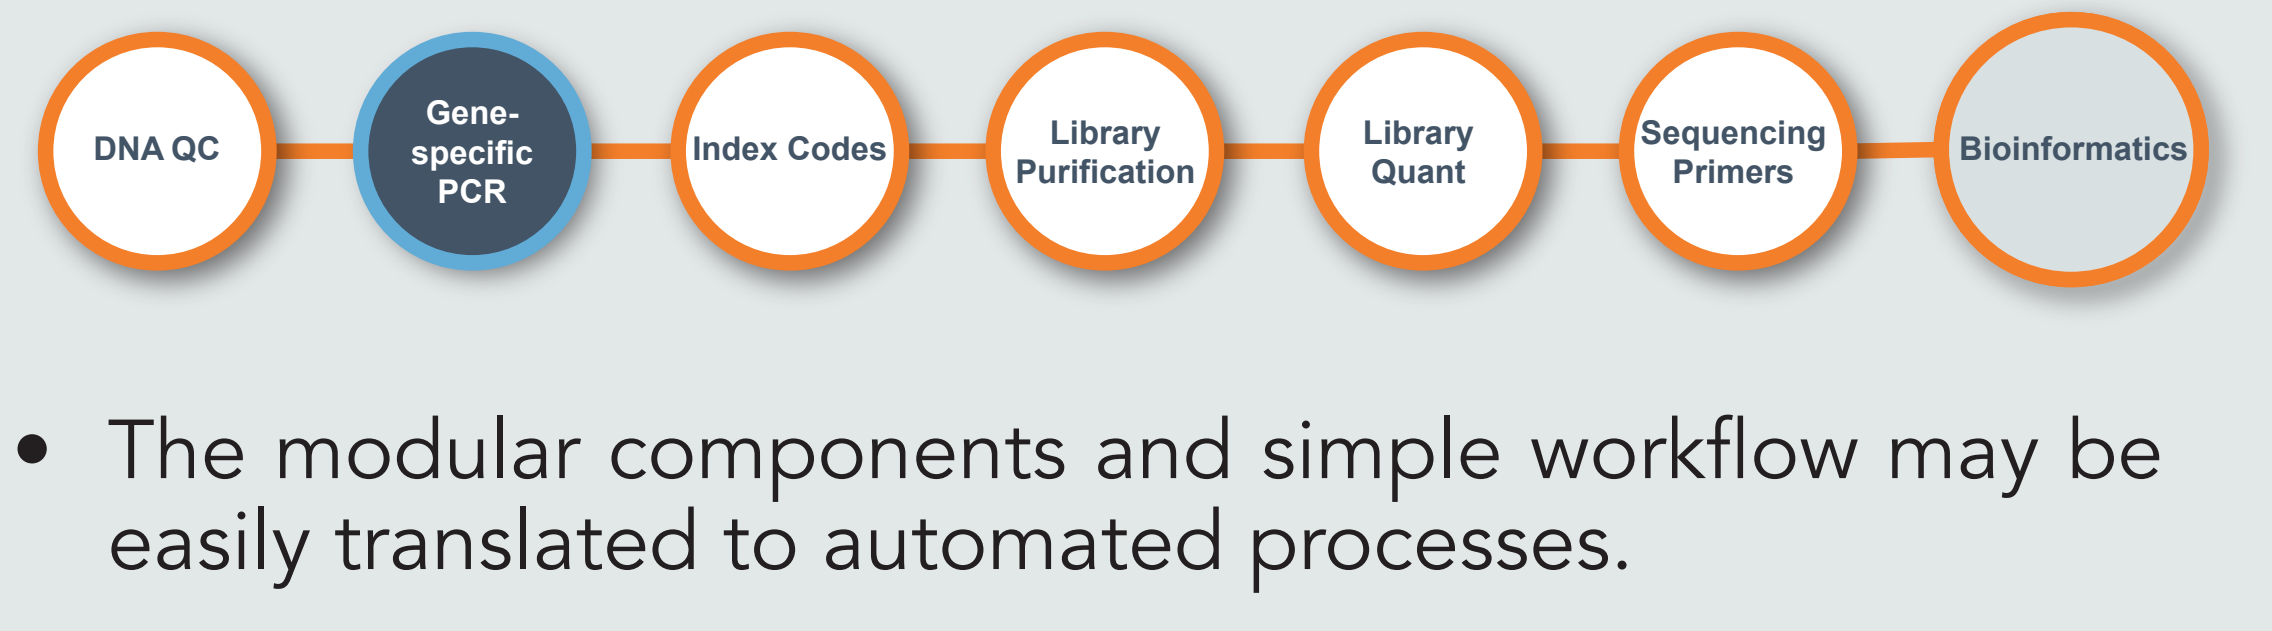 DNA QC
Gene-
specific
PCR
Index Codes
Library
Purification
Library
Quant
Sequencing
Primers
Bioinformatics
• The modular components and simple workflow may be
easily translated to automated processes.